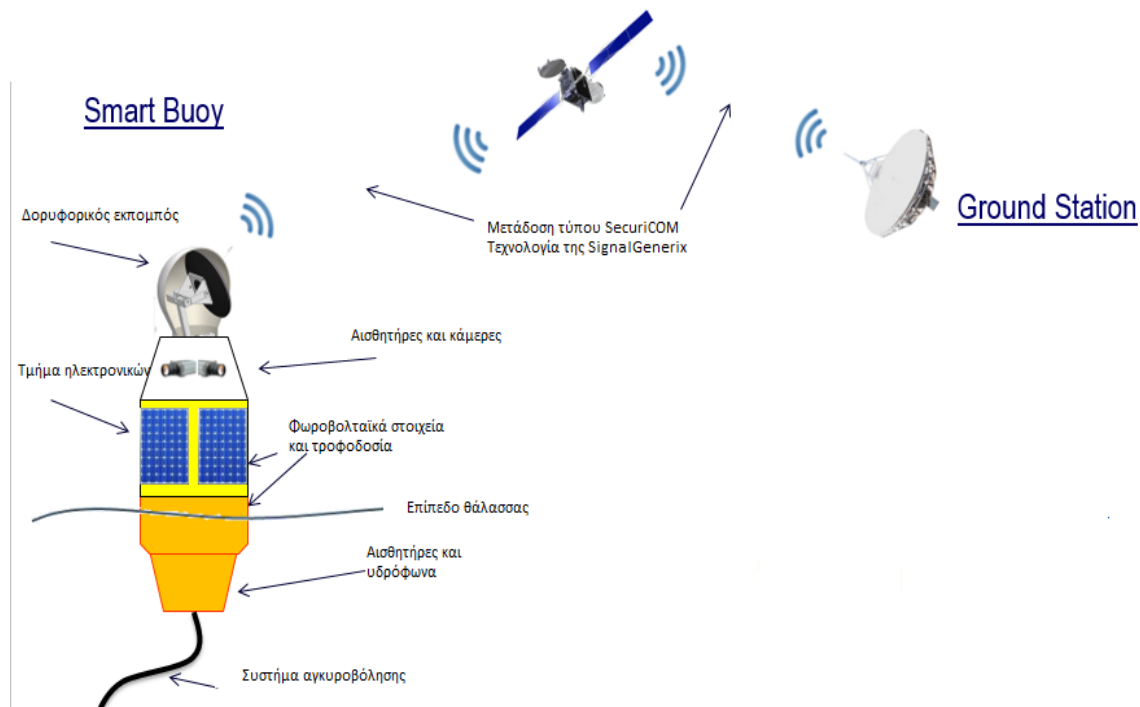 Smart Buoy
Δορυφορικός εκπομπός
Μετάδοση τύπου SecuriCOM
Τεχνολογία της SignalGenerix
Ground Station
Αισθητήρες και κάμερες
Τμήμα ηλεκτρονικών
Φωροβολταϊκά στοιχεία
και τροφοδοσία
Επίπεδο θάλασσας
Αισθητήρες και
υδρόφωνα
Συστήμα αγκυροβόλησης